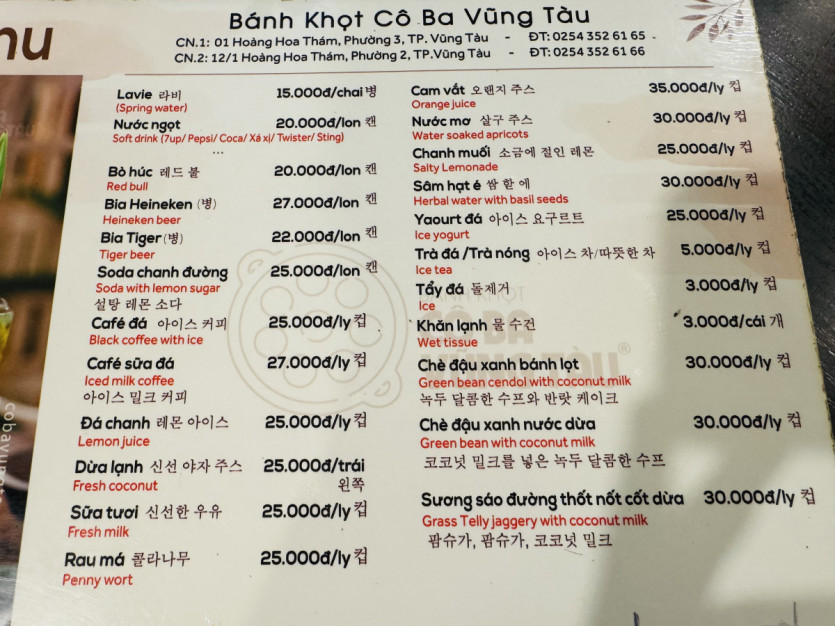 nu
Bánh Khọt Cô Ba Vũng Tàu
CN.1: 01 Hoàng Hoa Thám, Phường 3, TP. Vũng Tàu - ĐT: 0254 352 61 65
CN.2: 12/1 Hoàng Hoa Thám, Phường 2, TP.Vũng Tàu - ĐT: 0254 352 61 66
Lavie 라비 15.000đ/chai 병
(Spring water)
Nước ngọt 20.000đ/lon 캔
Soft drink (7up/ Pepsi/ Coca/ Xá xị/ Twister/ Sting)
...
Bò húc 레드 불 20.000đ/lon 캔
Red bull
Bia Heineken (병) 27.000đ/lon 캔
Heineken beer
Bia Tiger (병) 22.000đ/lon 캔
Tiger beer
Soda chanh đường 25.000đ/lon 캔
Soda with lemon sugar
설탕 레몬 소다
Café đá 아이스 커피 25.000đ/ly 컵
Black coffee with ice
Café sữa đá 27.000đ/ly 컵
Iced milk coffee
아이스 밀크 커피
Đá chanh 레몬 아이스 25.000đ/ly 컵
Lemon juice
Dừa lạnh 신선 야자 주스 25.000đ/trái
Fresh coconut 왼쪽
Sữa tươi 신선한 우유 25.000đ/ly 컵
Fresh milk
Rau má 콜라나무 25.000đ/ly 컵
Penny wort
Cam vắt 오랜지 주스 35.000đ/ly 컵
Orange juice
Nước mơ 살구 주스 30.000đ/ly 컵
Water soaked apricots
Chanh muối 소금에 절인 레몬 25.000đ/ly 컵
Salty Lemonade
Sâm hạt é 쌈 핱 에 30.000đ/ly 컵
Herbal water with basil seeds
Yaourt đá 아이스 요구르트 25.000đ/ly 컵
Ice yogurt
Trà đá /Trà nóng 아이스 차/따뜻한 차 5.000đ/ly 컵
Ice tea
Tẩy đá 돌제거 3.000đ/ly 컵
Ice
Khăn lạnh 물 수건 3.000đ/cái 개
Wet tissue
Chè đậu xanh bánh lọt 30.000đ/ly 컵
Green bean cendol with coconut milk
녹두 달콤한 수프와 반랏 케이크
Chè đậu xanh nước dừa 30.000đ/ly 컵
Green bean with coconut milk
코코넛 밀크를 넣은 녹두 달콤한 수프
Sương sáo đường thốt nốt cốt dừa 30.000đ/ly 컵
Grass Telly jaggery with coconut milk
팜슈가, 팜슈가, 코코넛 밀크